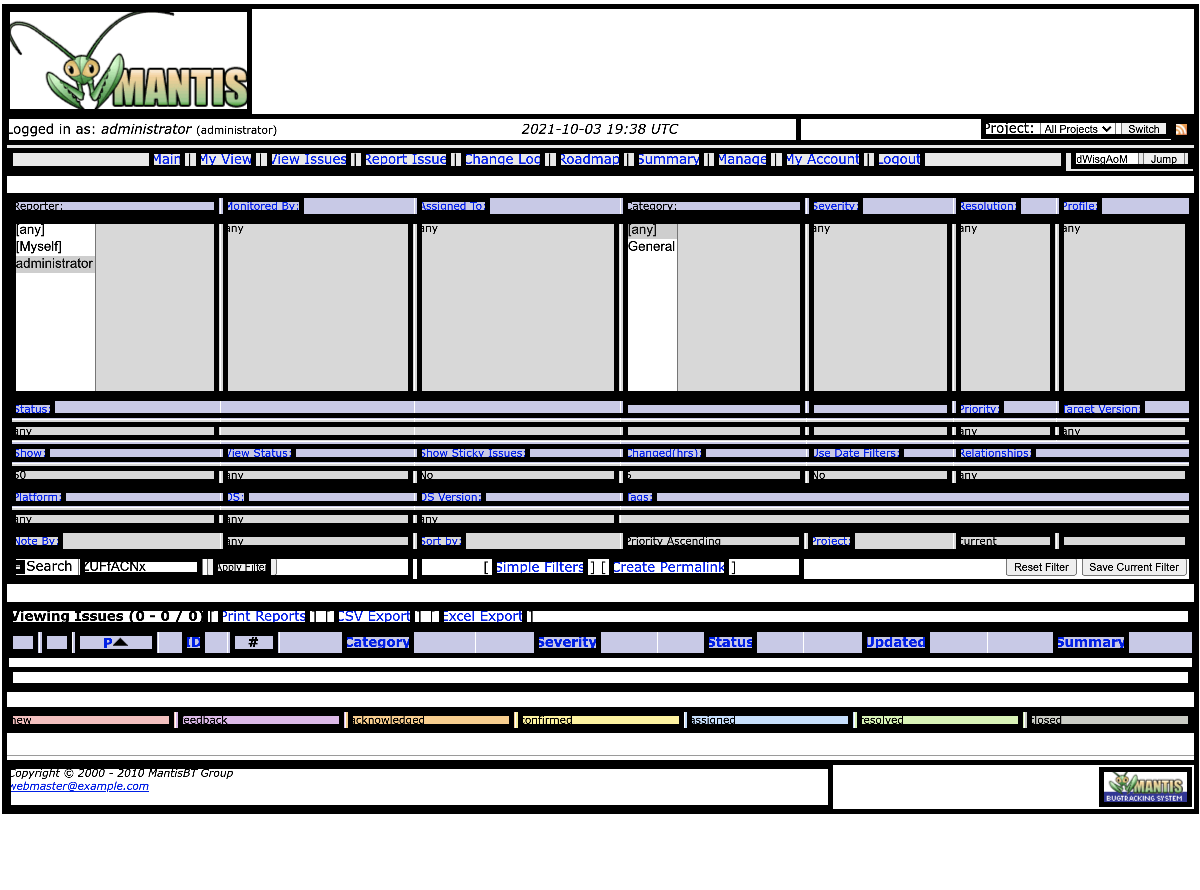 MANTIS
Logged in as: administrator (administrator)
2021-10-03 19:38 UTC
Project: All Projects Switch
Main | My View | View Issues | Report Issue | Change Log | Roadmap | Summary | Manage | My Account | Logout
dWisgAoM Jump
Reporter: Monitored By: Assigned To: Category: Severity: Resolution: Profile:
[any] any any [any] any any any
[Myself] General
administrator
Status: Priority: Target Version:
any any any
Show: View Status: Show Sticky Issues: Changed(hrs): Use Date Filters: Relationships:
50 any No 6 No any
Platform: OS: OS Version: Tags:
any any any
Note By: any Sort by: Priority Ascending Project: current
Search ZUFfACNx Apply Filter [ Simple Filters ] [ Create Permalink ] Reset Filter Save Current Filter
Viewing Issues (0 - 0 / 0) [ Print Reports ] [ CSV Export ] [ Excel Export ]
P ID # Category Severity Status Updated Summary
new feedback acknowledged confirmed assigned resolved closed
Copyright © 2000 - 2010 MantisBT Group
webmaster@example.com
MANTIS
BUGTRACKING SYSTEM